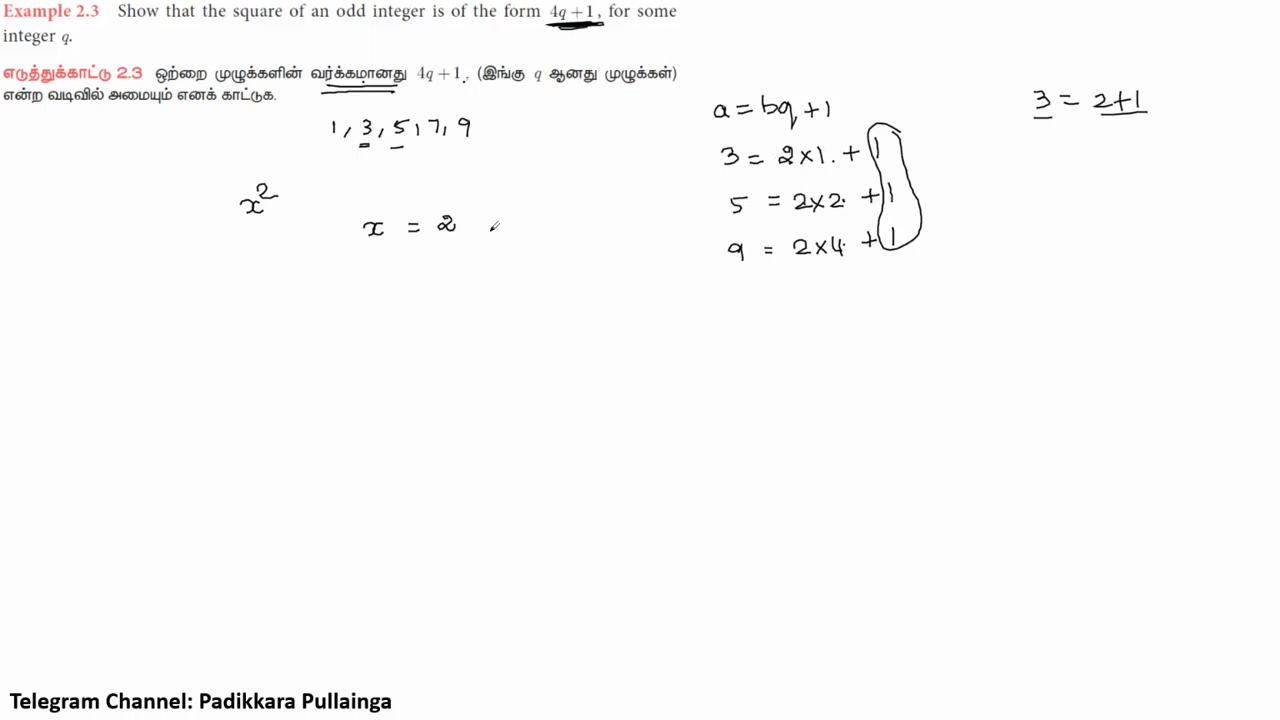 Example 2.3 Show that the square of an odd integer is of the form 4q + 1, for some
integer q.
எடுத்துக்காட்டு 2.3 ஒற்றை முழுக்களின் வர்க்கமானது 4q + 1, (இங்கு q ஆனது முழுக்கள்)
என்ற வடிவில் அமையும் எனக் காட்டுக.
1, 3, 5, 7, 9
x²
x = 2
a = bq + 1
3 = 2×1. + 1
5 = 2×2. + 1
9 = 2×4. + 1
3 = 2+1
Telegram Channel: Padikkara Pullainga